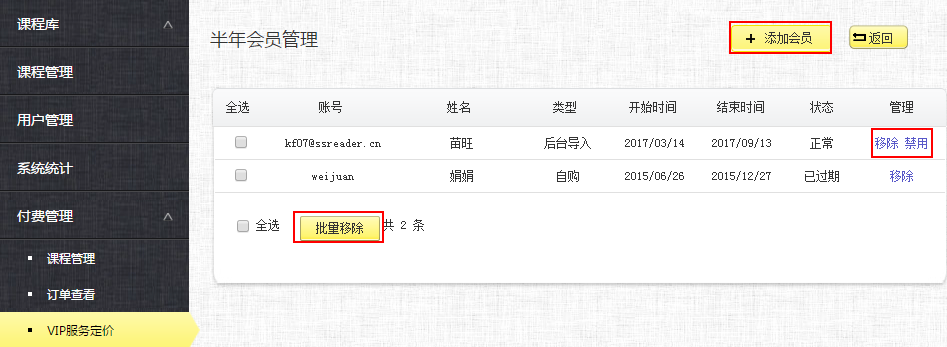 课程库
课程管理
用户管理
系统统计
付费管理
课程管理
订单查看
VIP服务定价
半年会员管理
+ 添加会员
返回
全选 账号 姓名 类型 开始时间 结束时间 状态 管理
kf07@ssreader.cn 苗旺 后台导入 2017/03/14 2017/09/13 正常 移除 禁用
weijuan 娟娟 自购 2015/06/26 2015/12/27 已过期 移除
全选 批量移除 共 2 条